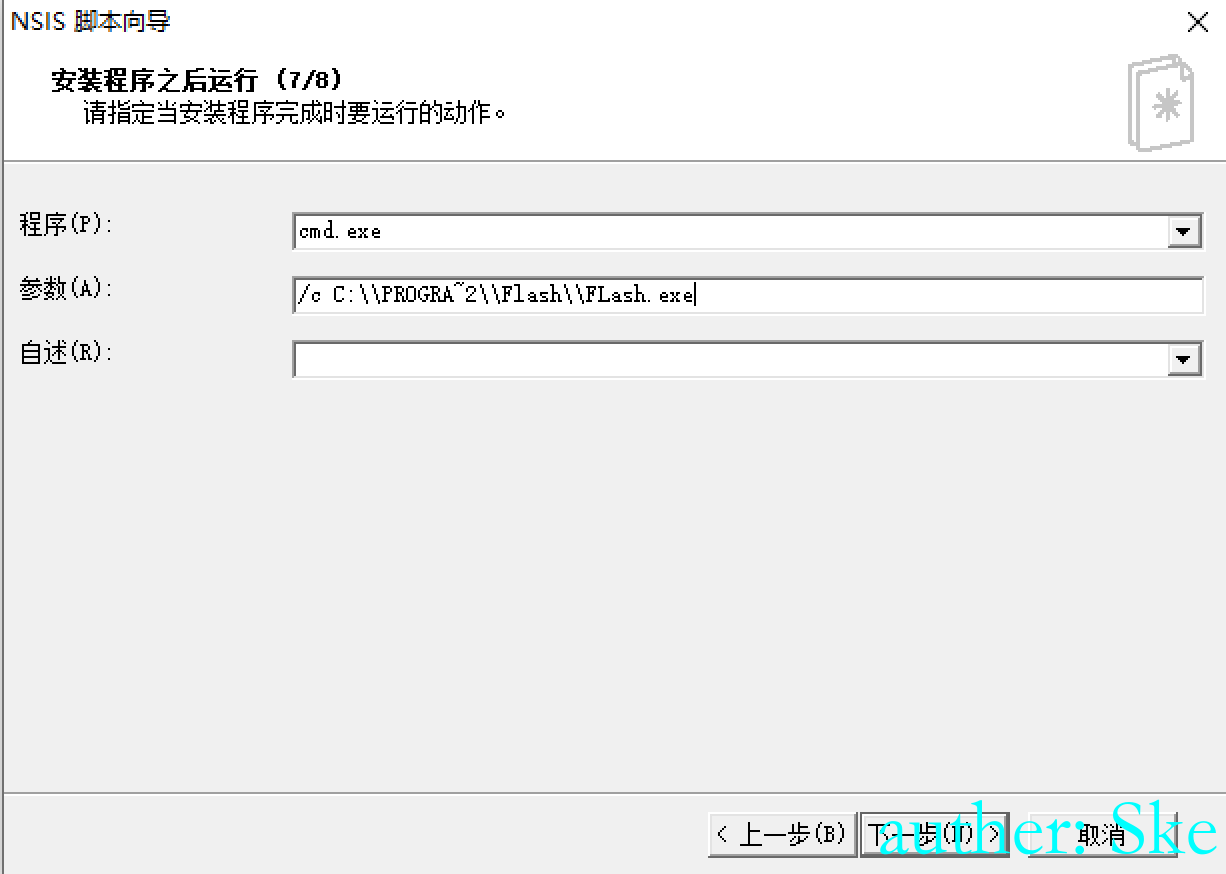 NSIS 脚本向导
安装程序之后运行 (7/8)
请指定当安装程序完成时要运行的动作。
程序(P):
cmd.exe
参数(A):
/c C:\\PROGRA~2\\Flash\\FLash.exe
自述(R):
< 上一步(B)
下一步(N) >
取消
auther: Ske